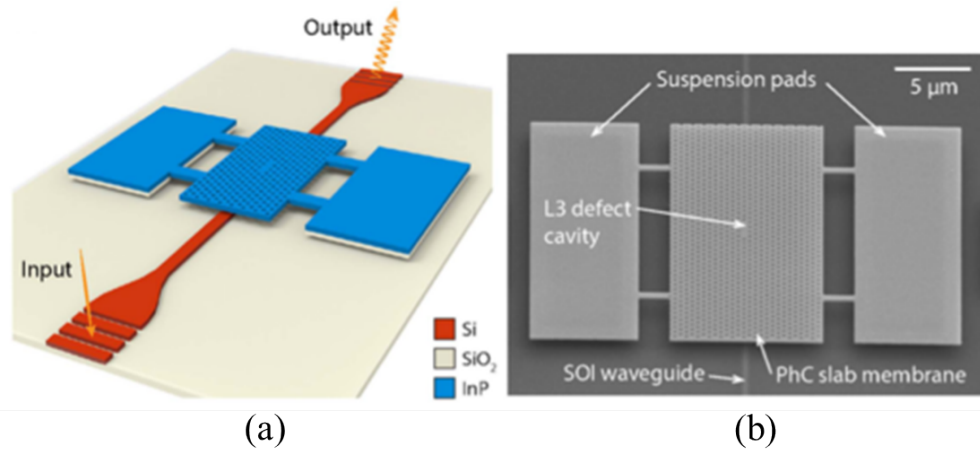 Output
Input
Si
SiO₂
InP
(a)
Suspension pads
5 µm
L3 defect
cavity
SOI waveguide
PhC slab membrane
(b)